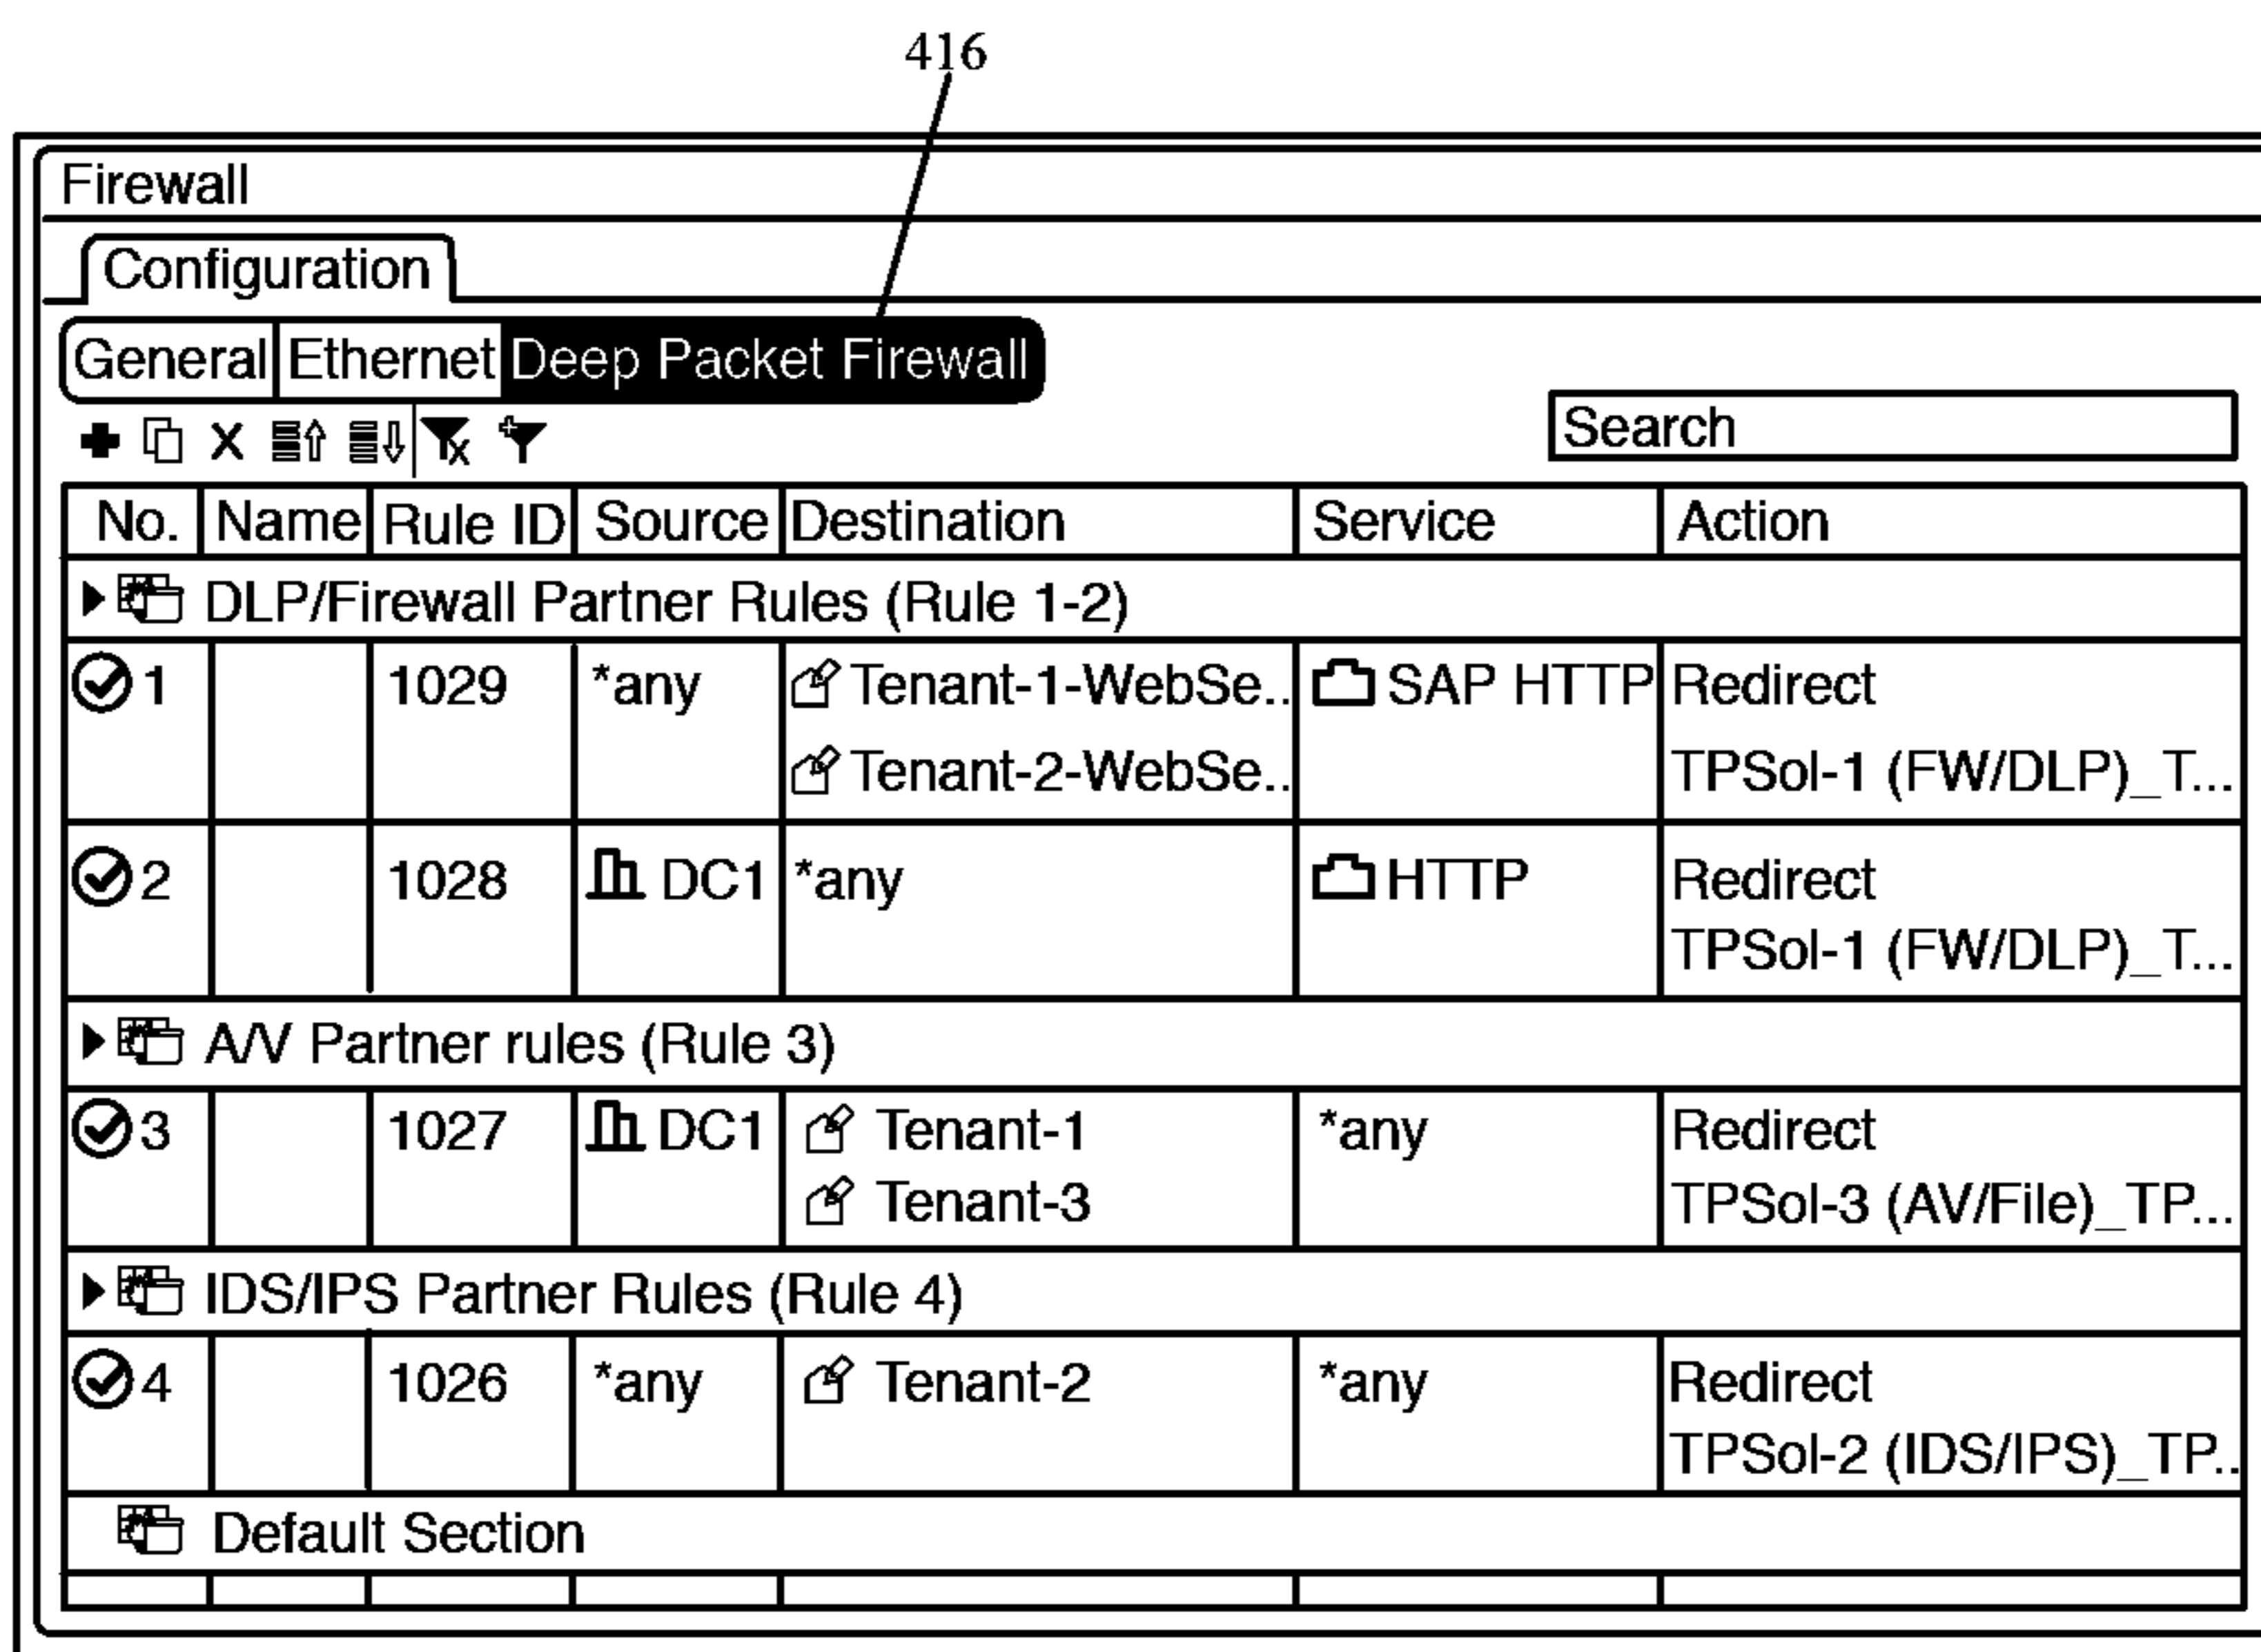 416
Firewall
Configuration
General Ethernet Deep Packet Firewall
Search
No. Name Rule ID Source Destination Service Action
DLP/Firewall Partner Rules (Rule 1-2)
1 1029 *any Tenant-1-WebSe.. SAP HTTP Redirect
Tenant-2-WebSe.. TPSol-1 (FW/DLP)_T...
2 1028 DC1 *any HTTP Redirect
TPSol-1 (FW/DLP)_T...
A/V Partner rules (Rule 3)
3 1027 DC1 Tenant-1 *any Redirect
Tenant-3 TPSol-3 (AV/File)_TP...
IDS/IPS Partner Rules (Rule 4)
4 1026 *any Tenant-2 *any Redirect
TPSol-2 (IDS/IPS)_TP..
Default Section